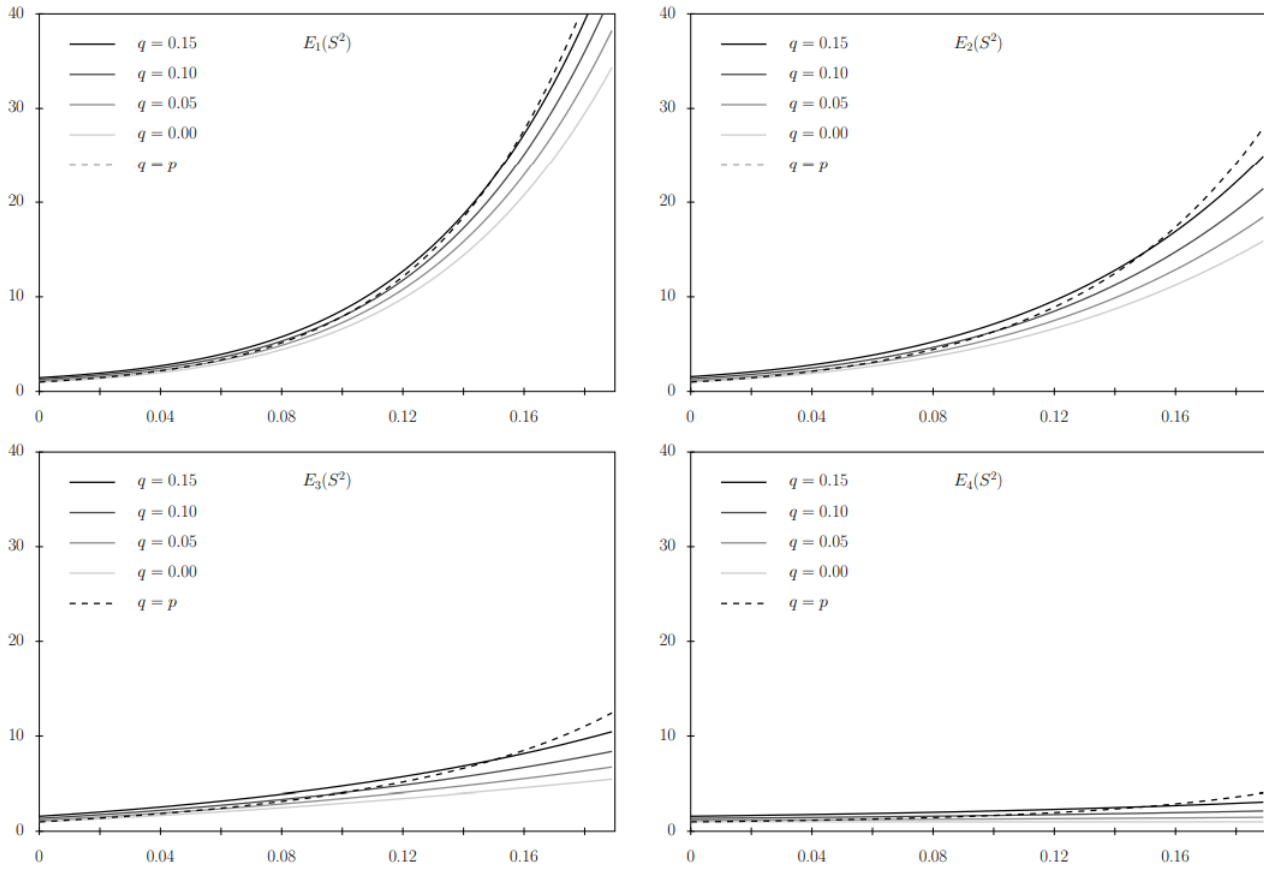 40
30
20
10
0
q = 0.15
q = 0.10
q = 0.05
q = 0.00
q = p
E₁(S²)
0
0.04
0.08
0.12
0.16
40
30
20
10
0
q = 0.15
q = 0.10
q = 0.05
q = 0.00
q = p
E₂(S²)
0
0.04
0.08
0.12
0.16
40
30
20
10
0
q = 0.15
q = 0.10
q = 0.05
q = 0.00
q = p
E₃(S²)
0
0.04
0.08
0.12
0.16
40
30
20
10
0
q = 0.15
q = 0.10
q = 0.05
q = 0.00
q = p
E₄(S²)
0
0.04
0.08
0.12
0.16